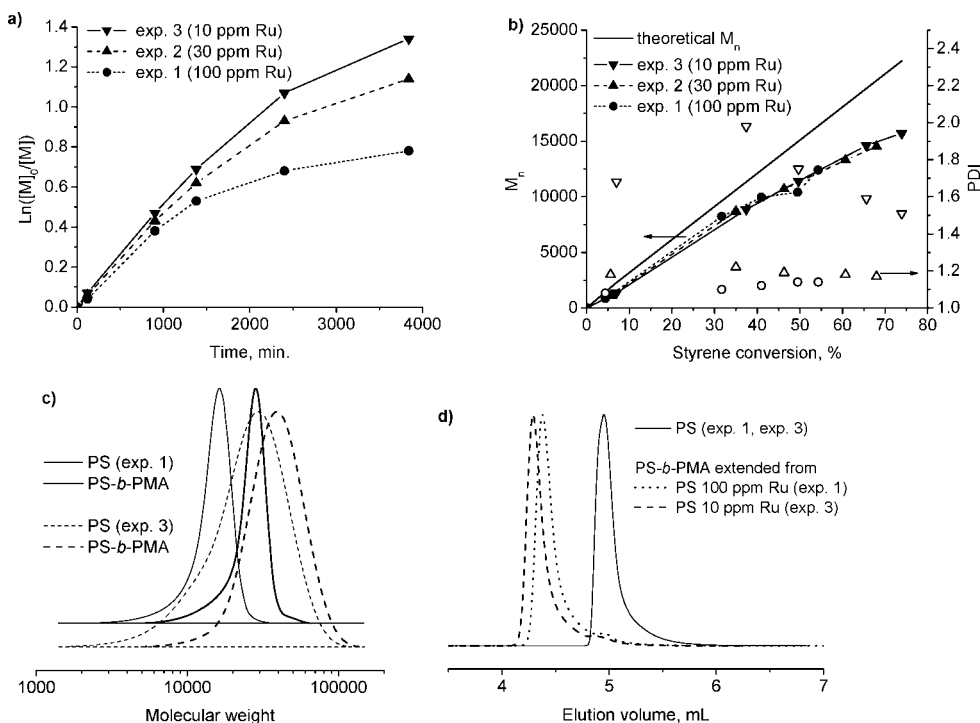 a)
1.4
1.2
1.0
0.8
0.6
0.4
0.2
0.0
Ln([M]0/[M])
exp. 3 (10 ppm Ru)
exp. 2 (30 ppm Ru)
exp. 1 (100 ppm Ru)
0 1000 2000 3000 4000
Time, min.
b)
25000
22500
20000
15000
10000
5000
0
Mn
theoretical Mn
exp. 3 (10 ppm Ru)
exp. 2 (30 ppm Ru)
exp. 1 (100 ppm Ru)
2.4
2.2
2.0
1.8
1.6
1.4
1.2
1.0
PDI
0 10 20 30 40 50 60 70 80
Styrene conversion, %
c)
PS (exp. 1)
PS-b-PMA
PS (exp. 3)
PS-b-PMA
1000 10000 100000
Molecular weight
d)
PS (exp. 1, exp. 3)
PS-b-PMA extended from
PS 100 ppm Ru (exp. 1)
PS 10 ppm Ru (exp. 3)
4 5 6 7
Elution volume, mL